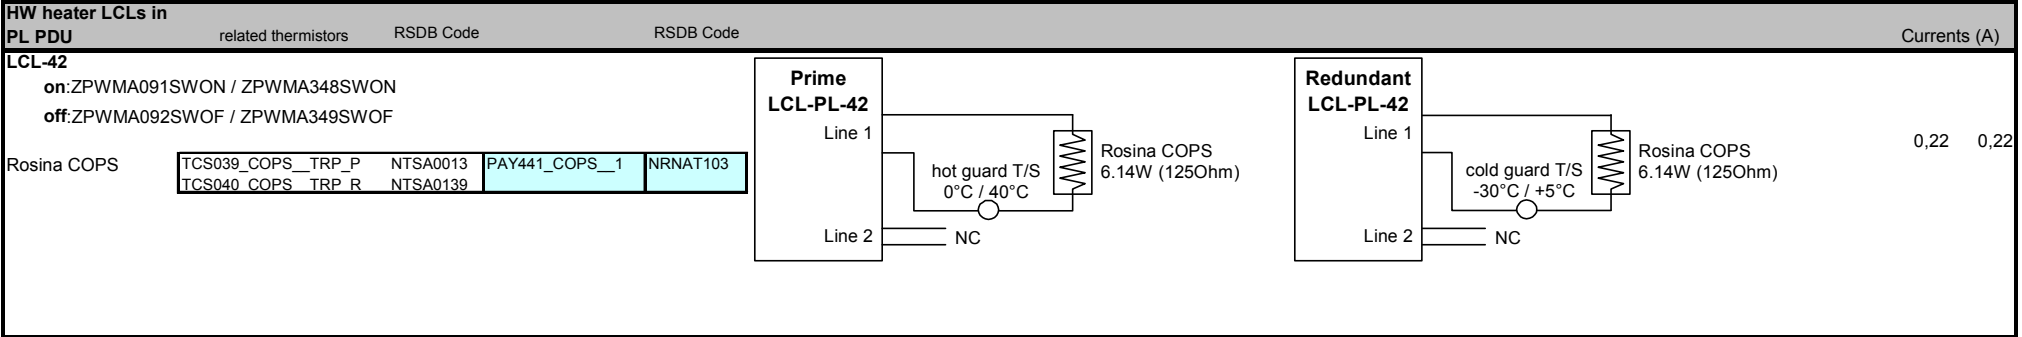 HW heater LCLs in
PL PDU related thermistors RSDB Code RSDB Code Currents (A)
LCL-42
on:ZPWMA091SWON / ZPWMA348SWON
off:ZPWMA092SWOF / ZPWMA349SWOF
Rosina COPS
TCS039_COPS__TRP_P NTSA0013 PAY441_COPS__1 NRNAT103
TCS040_COPS__TRP_R NTSA0139
Prime
LCL-PL-42
Line 1
hot guard T/S
0°C / 40°C
Rosina COPS
6.14W (125Ohm)
Line 2
NC
Redundant
LCL-PL-42
Line 1
cold guard T/S
-30°C / +5°C
Rosina COPS
6.14W (125Ohm)
Line 2
NC
0,22 0,22